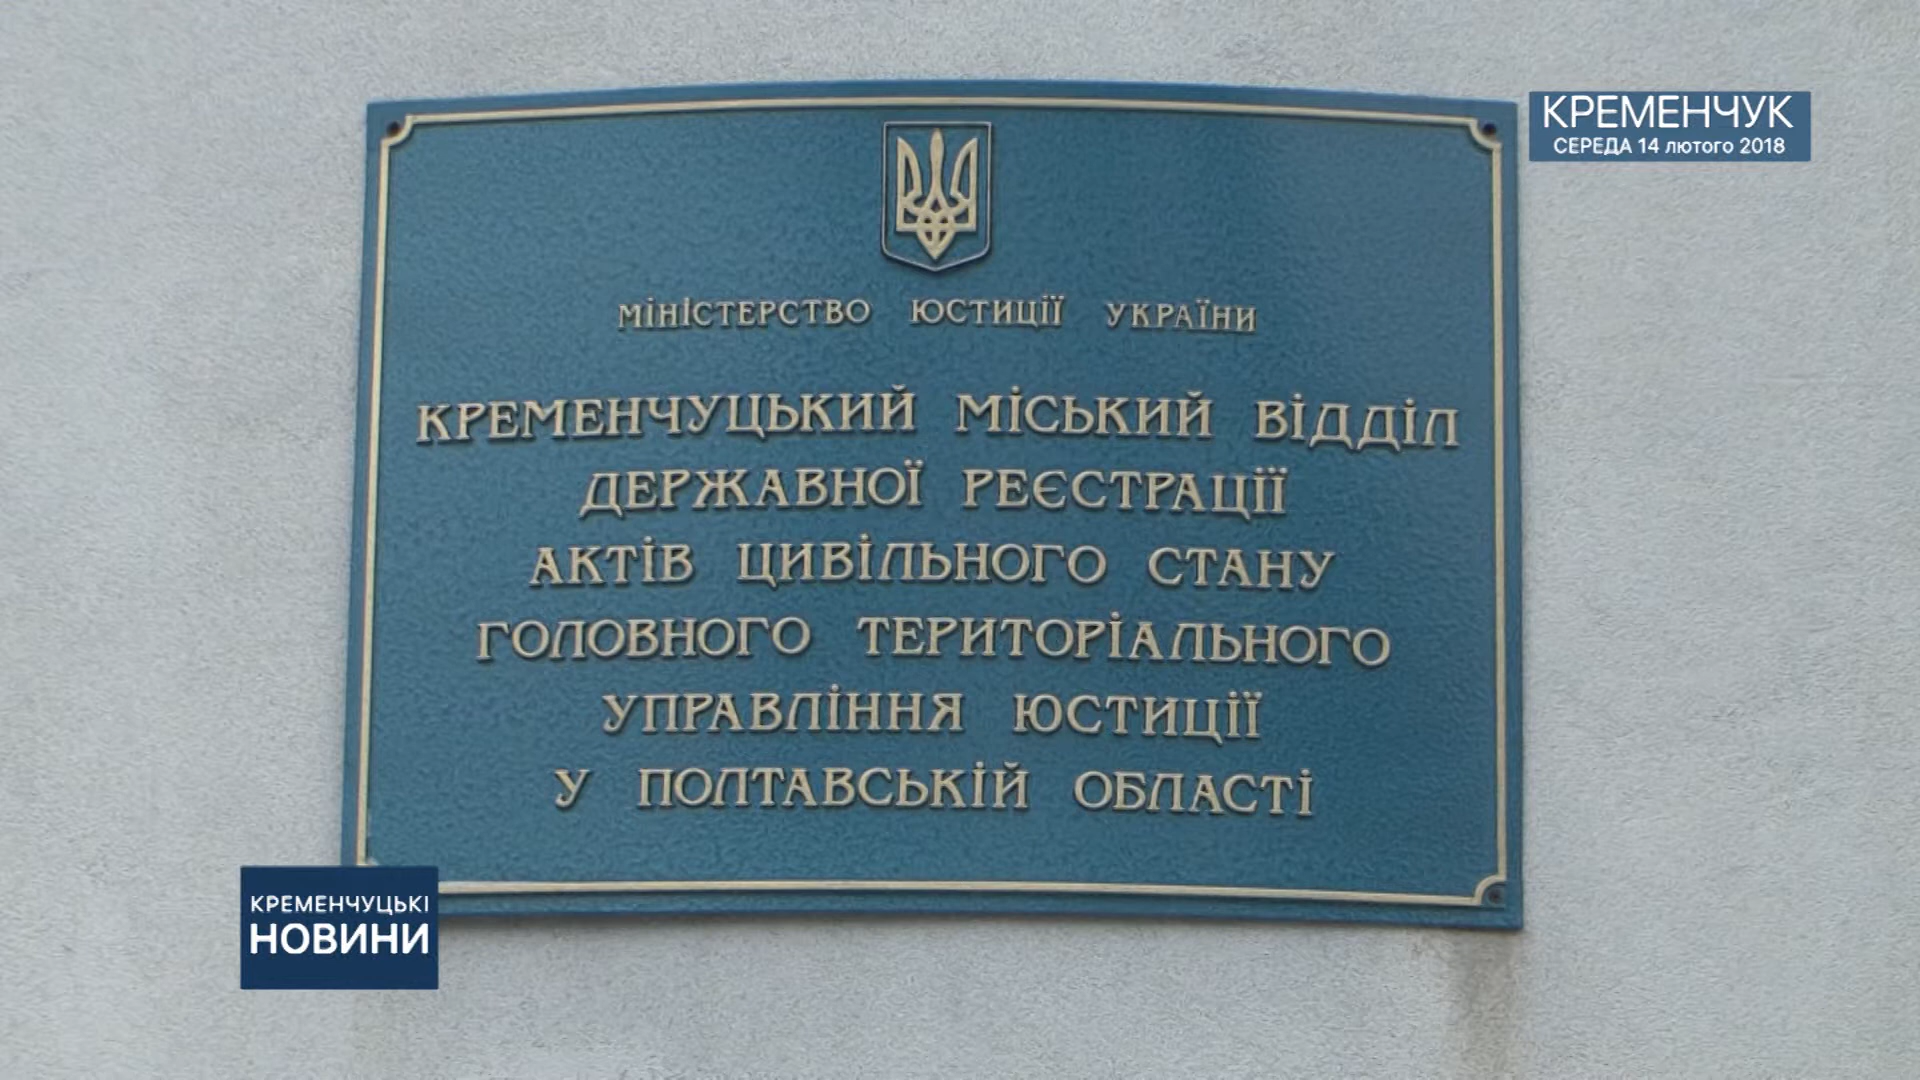 КРЕМЕНЧУК
СЕРЕДА 14 лютого 2018
МІНІСТЕРСТВО ЮСТИЦІЇ УКРАЇНИ
КРЕМЕНЧУЦЬКИЙ МІСЬКИЙ ВІДДІЛ
ДЕРЖАВНОЇ РЕЄСТРАЦІЇ
АКТІВ ЦИВІЛЬНОГО СТАНУ
ГОЛОВНОГО ТЕРИТОРІАЛЬНОГО
УПРАВЛІННЯ ЮСТИЦІЇ
У ПОЛТАВСЬКІЙ ОБЛАСТІ
КРЕМЕНЧУЦЬКІ
НОВИНИ